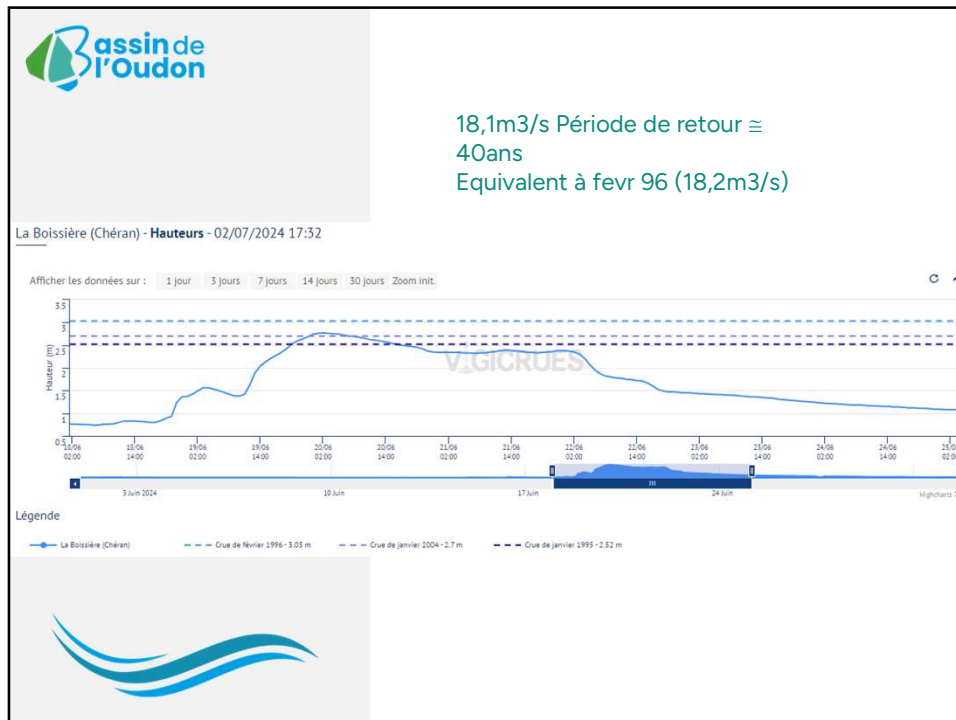 Bassin de
l'Oudon
18,1m3/s Période de retour ≅
40ans
Equivalent à fevr 96 (18,2m3/s)
La Boissière (Chéran) - Hauteurs - 02/07/2024 17:32
Afficher les données sur : 1 jour 3 jours 7 jours 14 jours 30 jours Zoom init.
Hauteur (m)
3.5
3
2.5
2
1.5
1
0.5
VIGICRUES
18/06 02:00
18/06 14:00
19/06 02:00
19/06 14:00
20/06 02:00
20/06 14:00
21/06 02:00
21/06 14:00
22/06 02:00
22/06 14:00
23/06 02:00
23/06 14:00
24/06 02:00
24/06 14:00
25/0
02:0
3 Juin 2024 10 Juin 17 Juin 24 Juin
Highcharts
Légende
La Boissière (Chéran) Crue de février 1996 - 3.03 m Crue de janvier 2004 - 2.7 m Crue de janvier 1995 - 2.52 m